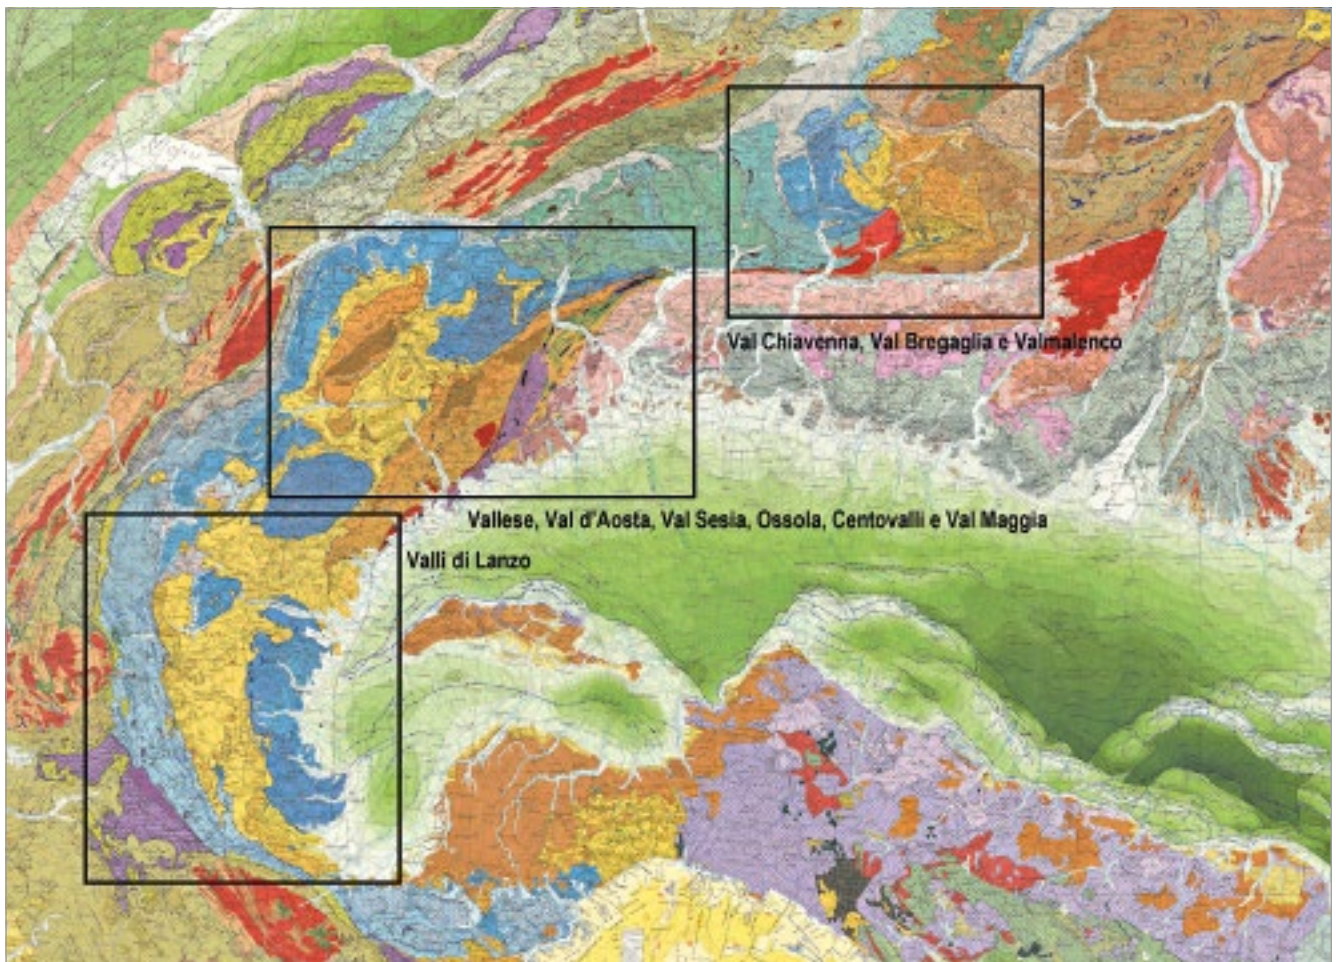 Val Chiavenna, Val Bregaglia e Valmalenco
Vallese, Val d'Aosta, Val Sesia, Ossola, Centovalli e Val Maggia
Valli di Lanzo